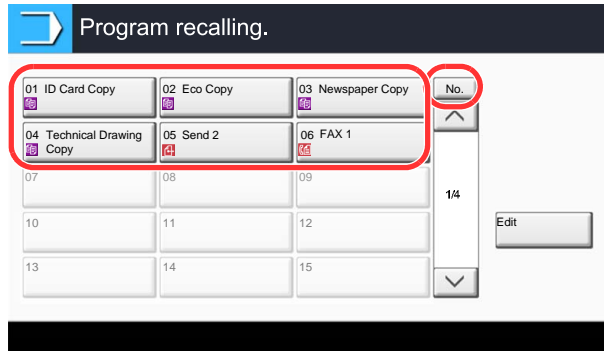 Program recalling.
01 ID Card Copy
02 Eco Copy
03 Newspaper Copy
No.
04 Technical Drawing
Copy
05 Send 2
06 FAX 1
07
08
09
1/4
10
11
12
Edit
13
14
15